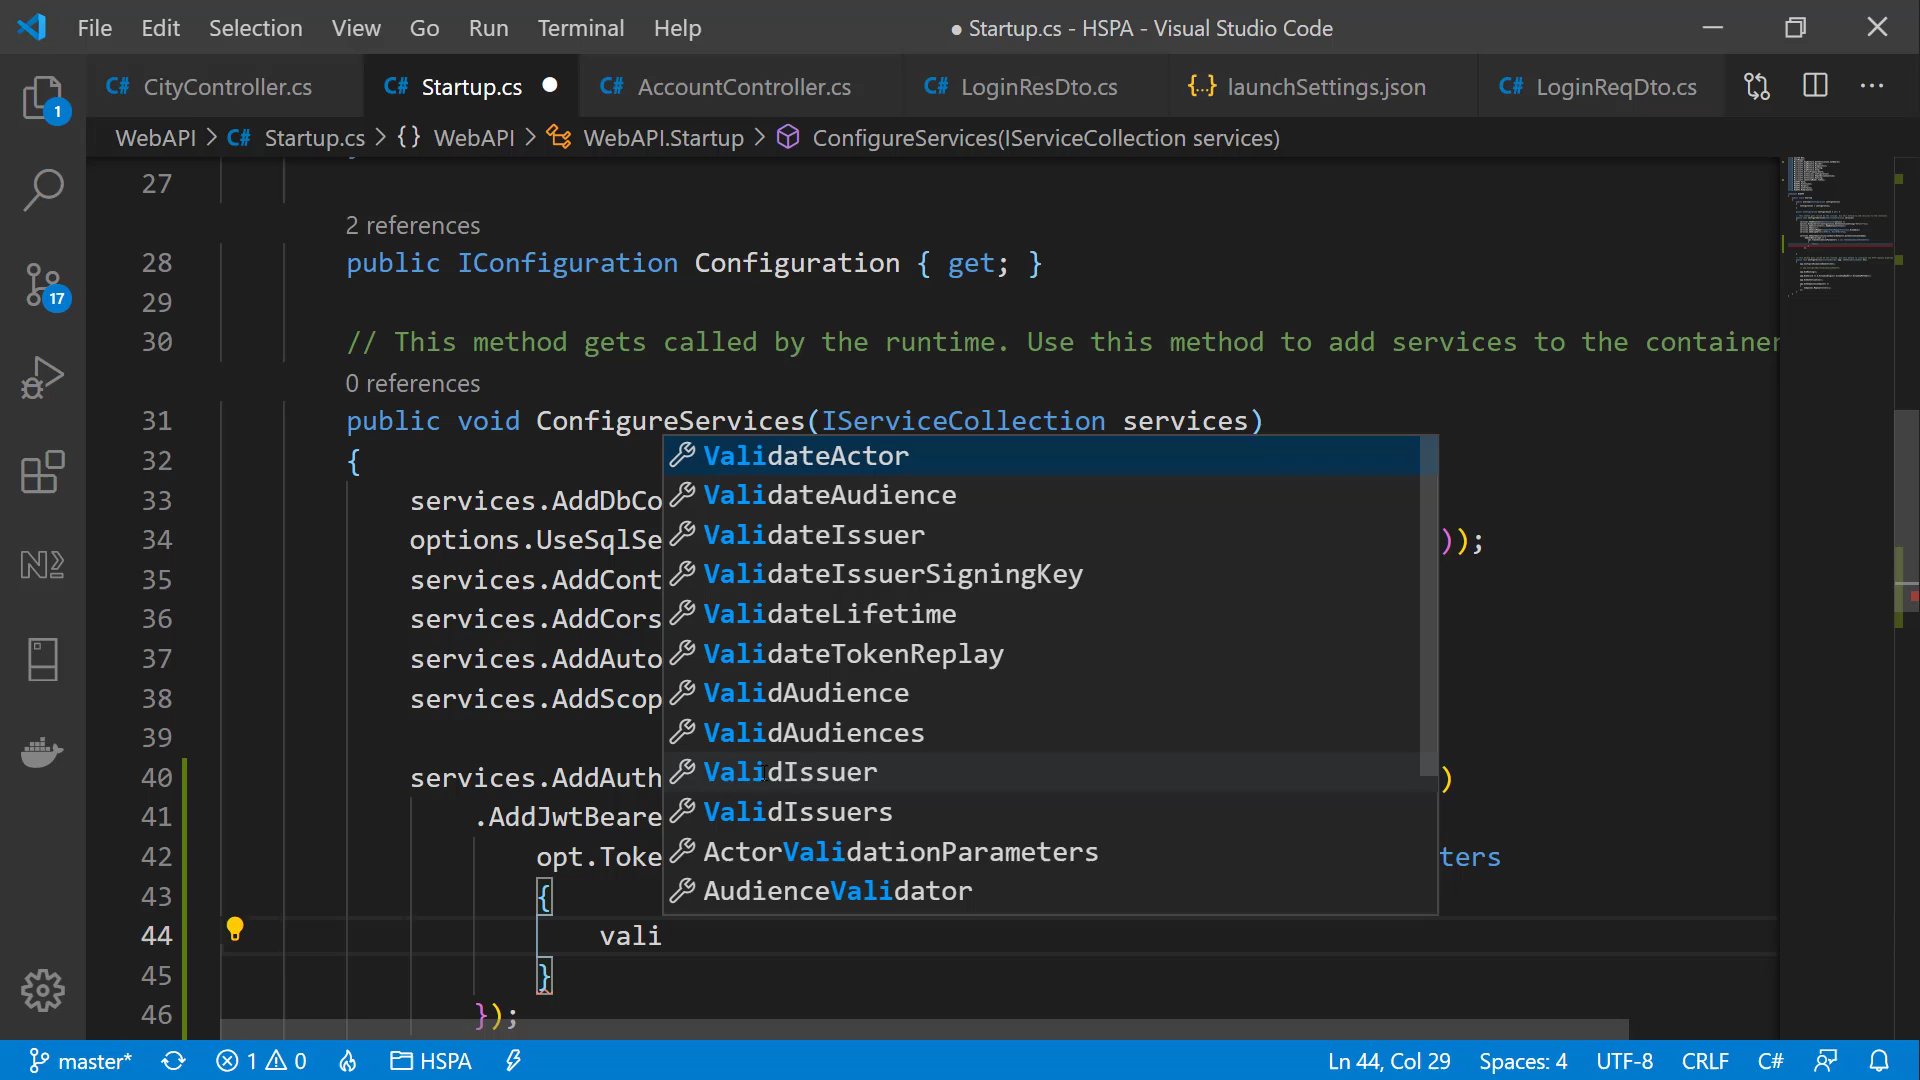 File Edit Selection View Go Run Terminal Help ● Startup.cs - HSPA - Visual Studio Code
C# CityController.cs C# Startup.cs ● C# AccountController.cs C# LoginResDto.cs {..} launchSettings.json C# LoginReqDto.cs ...
WebAPI > C# Startup.cs > {} WebAPI > WebAPI.Startup > ConfigureServices(IServiceCollection services)
1
17
27
2 references
28 public IConfiguration Configuration { get; }
29
30 // This method gets called by the runtime. Use this method to add services to the container
0 references
31 public void ConfigureServices(IServiceCollection services)
32 {
33 services.AddDbCo
34 options.UseSqlSe ));
35 services.AddCont
36 services.AddCors
37 services.AddAuto
38 services.AddScop
39
40 services.AddAuth )
41 .AddJwtBeare
42 opt.Toke ters
43 {
44 vali
45 }
46 });
ValidateActor
ValidateAudience
ValidateIssuer
ValidateIssuerSigningKey
ValidateLifetime
ValidateTokenReplay
ValidAudience
ValidAudiences
ValidIssuer
ValidIssuers
ActorValidationParameters
AudienceValidator
master* 1 0 HSPA Ln 44, Col 29 Spaces: 4 UTF-8 CRLF C#